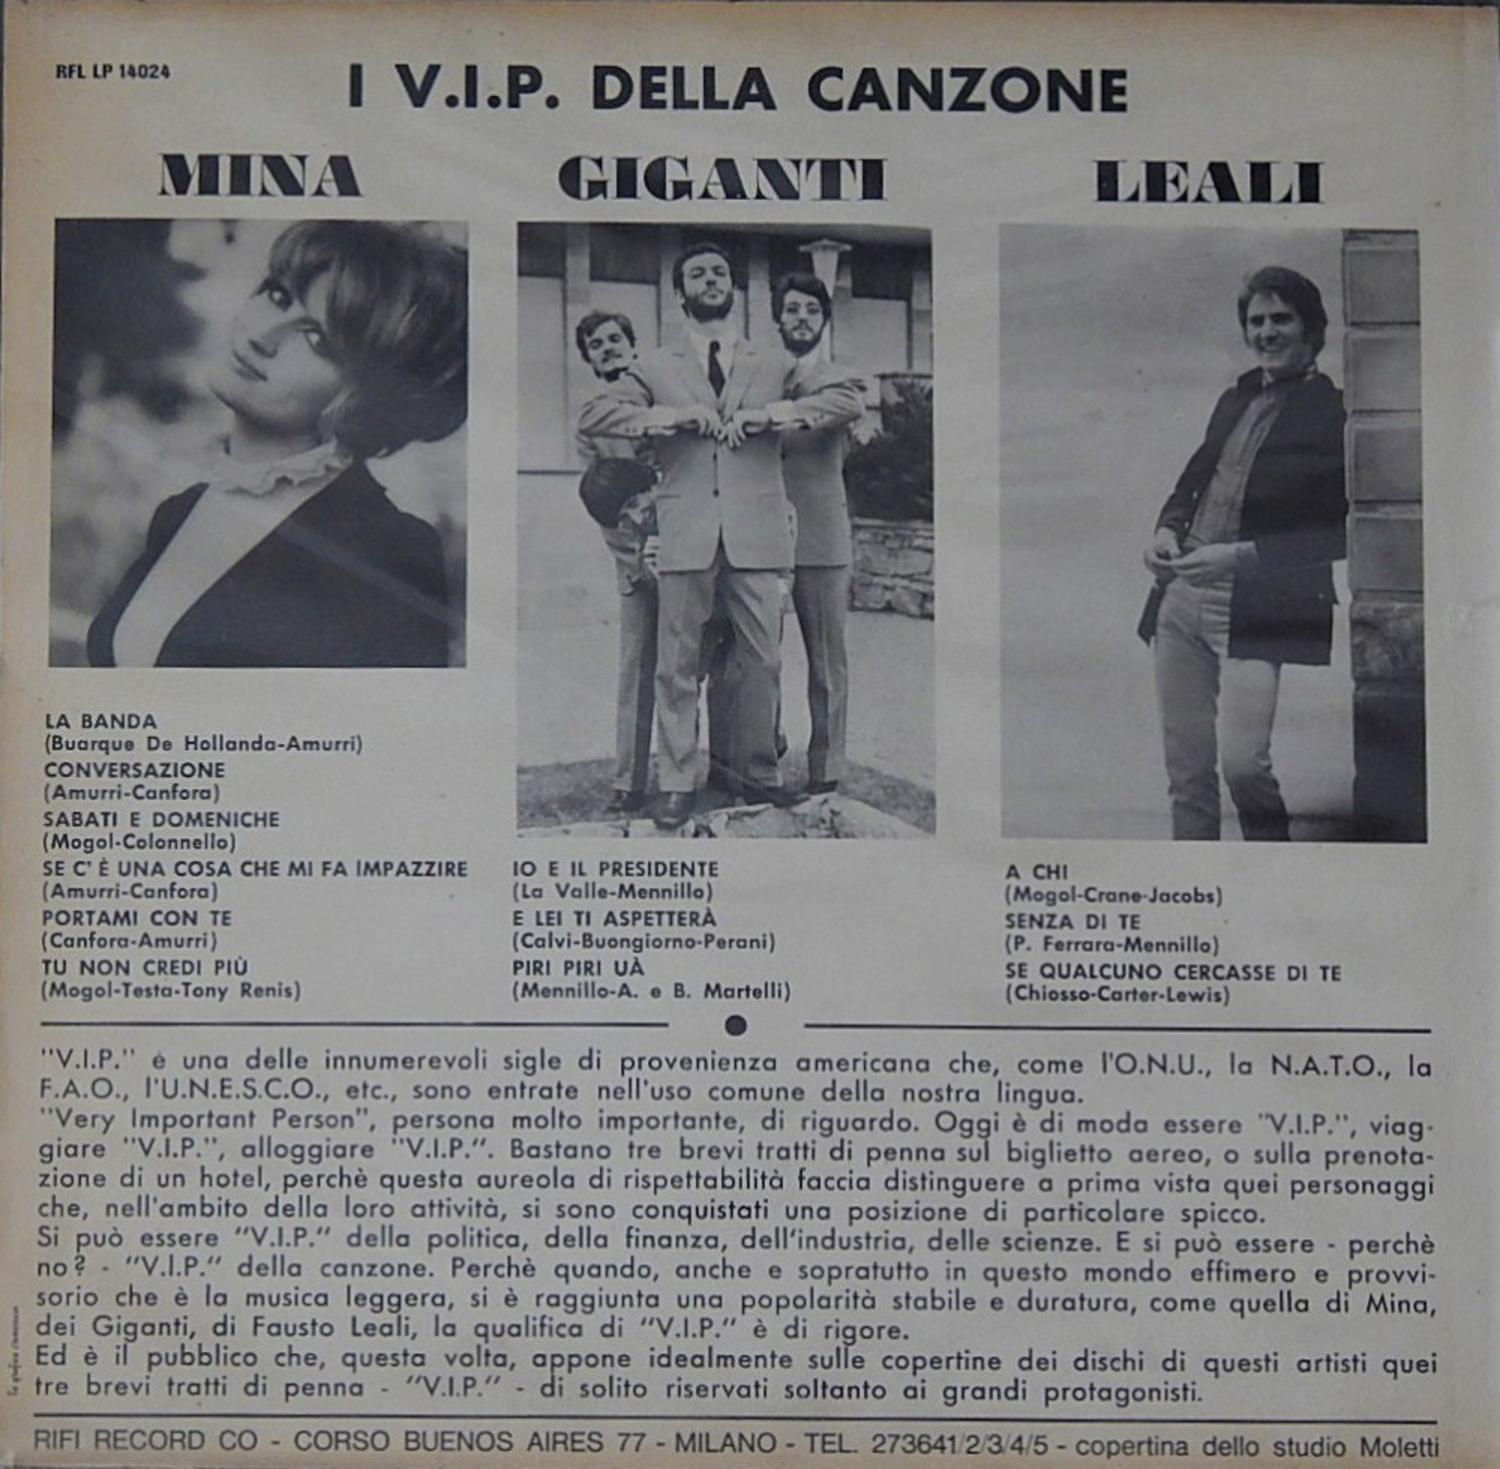 RFL LP 14024
I V.I.P. DELLA CANZONE
MINA
GIGANTI
LEALI
LA BANDA
(Buarque De Hollanda-Amurri)
CONVERSAZIONE
(Amurri-Canfora)
SABATI E DOMENICHE
(Mogol-Colonnello)
SE C' È UNA COSA CHE MI FA IMPAZZIRE
(Amurri-Canfora)
PORTAMI CON TE
(Canfora-Amurri)
TU NON CREDI PIÙ
(Mogol-Testa-Tony Renis)
IO E IL PRESIDENTE
(La Valle-Mennillo)
E LEI TI ASPETTERÀ
(Calvi-Buongiorno-Perani)
PIRI PIRI UÀ
(Mennillo-A. e B. Martelli)
A CHI
(Mogol-Crane-Jacobs)
SENZA DI TE
(P. Ferrara-Mennillo)
SE QUALCUNO CERCASSE DI TE
(Chiosso-Carter-Lewis)
"V.I.P." è una delle innumerevoli sigle di provenienza americana che, come l'O.N.U., la N.A.T.O., la
F.A.O., l'U.N.E.S.C.O., etc., sono entrate nell'uso comune della nostra lingua.
"Very Important Person", persona molto importante, di riguardo. Oggi è di moda essere "V.I.P.", viag-
giare "V.I.P.", alloggiare "V.I.P.". Bastano tre brevi tratti di penna sul biglietto aereo, o sulla prenota-
zione di un hotel, perchè questa aureola di rispettabilità faccia distinguere a prima vista quei personaggi
che, nell'ambito della loro attività, si sono conquistati una posizione di particolare spicco.
Si può essere "V.I.P." della politica, della finanza, dell'industria, delle scienze. E si può essere - perchè
no? - "V.I.P." della canzone. Perchè quando, anche e sopratutto in questo mondo effimero e provvi-
sorio che è la musica leggera, si è raggiunta una popolarità stabile e duratura, come quella di Mina,
dei Giganti, di Fausto Leali, la qualifica di "V.I.P." è di rigore.
Ed è il pubblico che, questa volta, appone idealmente sulle copertine dei dischi di questi artisti quei
tre brevi tratti di penna - "V.I.P." - di solito riservati soltanto ai grandi protagonisti.
RIFI RECORD CO - CORSO BUENOS AIRES 77 - MILANO - TEL. 273641/2/3/4/5 - copertina dello studio Moletti